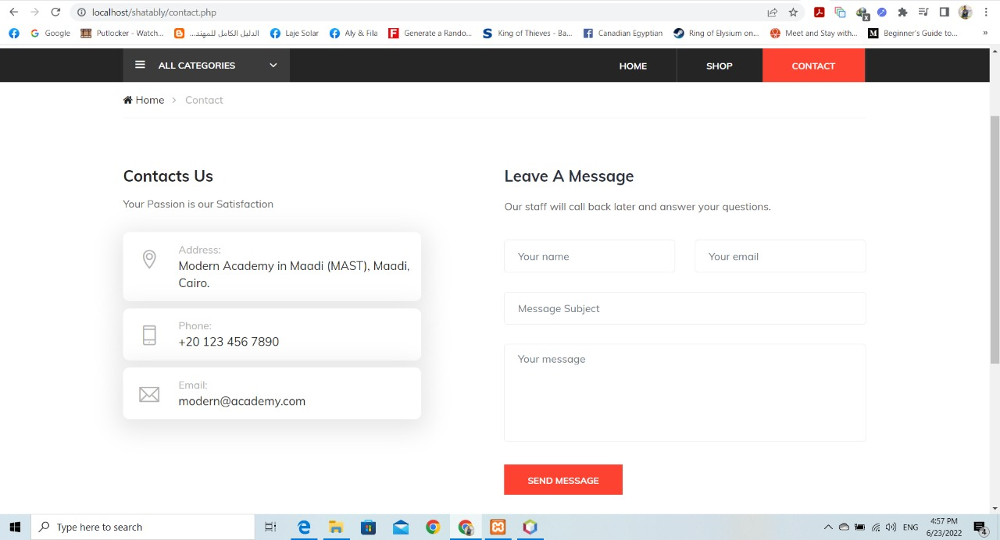 localhost/shatably/contact.php
Google
Putlocker - Watch...
الدليل الكامل للمهند...
Laje Solar
Aly & Fila
Generate a Rando...
King of Thieves - Ba...
Canadian Egyptian
Ring of Elysium on...
Meet and Stay with...
Beginner's Guide to...
»
ALL CATEGORIES
HOME
SHOP
CONTACT
Home > Contact
Contacts Us
Your Passion is our Satisfaction
Address:
Modern Academy in Maadi (MAST), Maadi,
Cairo.
Phone:
+20 123 456 7890
Email:
modern@academy.com
Leave A Message
Our staff will call back later and answer your questions.
Your name
Your email
Message Subject
Your message
SEND MESSAGE
Type here to search
ENG
4:57 PM
6/23/2022
4